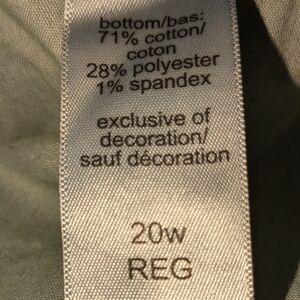 bottom/bas:
71% cotton/
coton
28% polyester
1% spandex
exclusive of
decoration/
sauf décoration
20w
REG